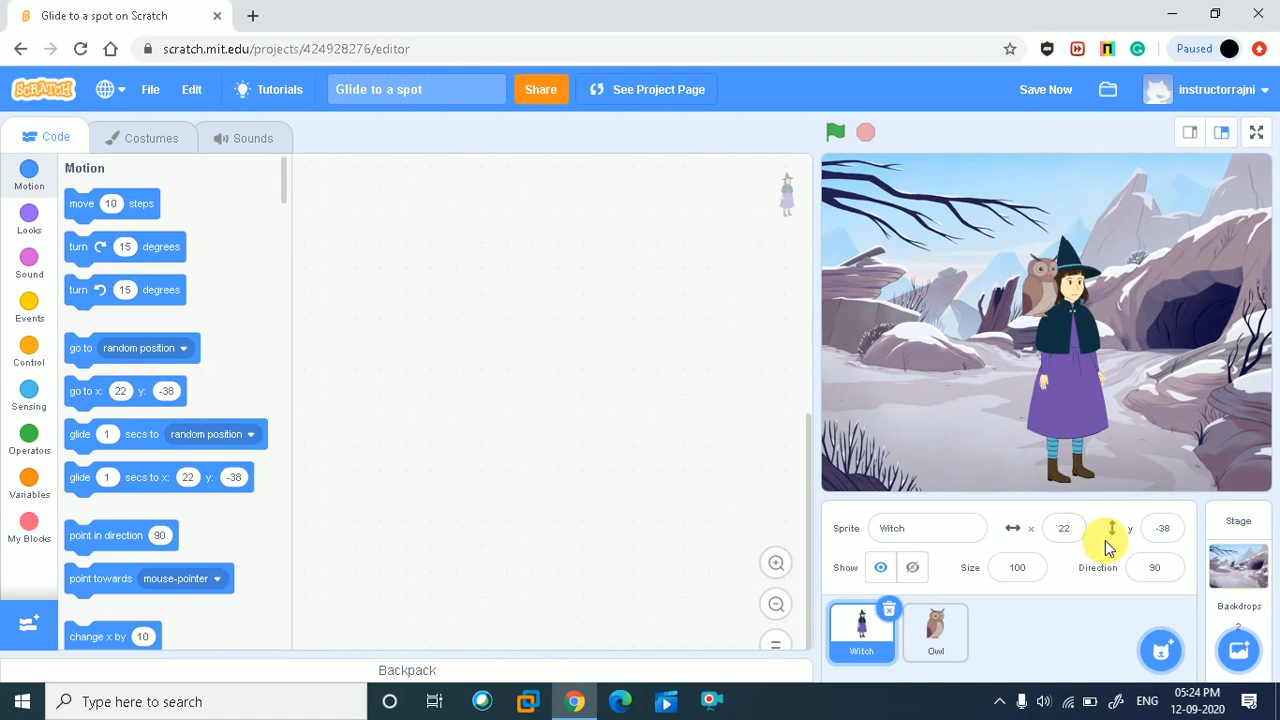 Glide to a spot on Scratch
scratch.mit.edu/projects/424928276/editor
Paused
SCRATCH
File
Edit
Tutorials
Glide to a spot
Share
See Project Page
Save Now
instructorrajni
Code
Costumes
Sounds
Motion
Looks
Sound
Events
Control
Sensing
Operators
Variables
My Blocks
Motion
move 10 steps
turn 15 degrees
turn 15 degrees
go to random position
go to x: 22 y: -38
glide 1 secs to random position
glide 1 secs to x: 22 y: -38
point in direction 90
point towards mouse-pointer
change x by 10
Backpack
Sprite Witch x 22 y -38
Show Size 100 Direction 90
Witch
Owl
Stage
Backdrops
2
Type here to search
ENG
05:24 PM
12-09-2020